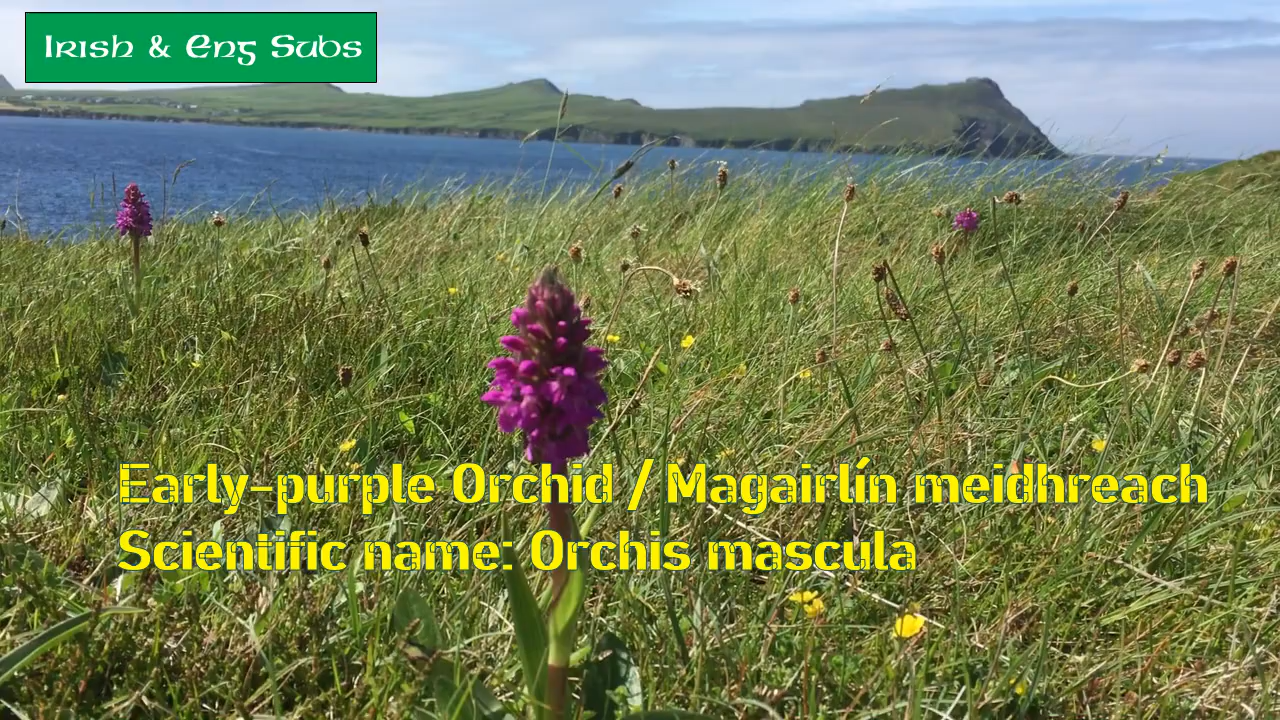 Irish & Eng Subs
Early-purple Orchid / Magairlín meidhreach
Scientific name: Orchis mascula